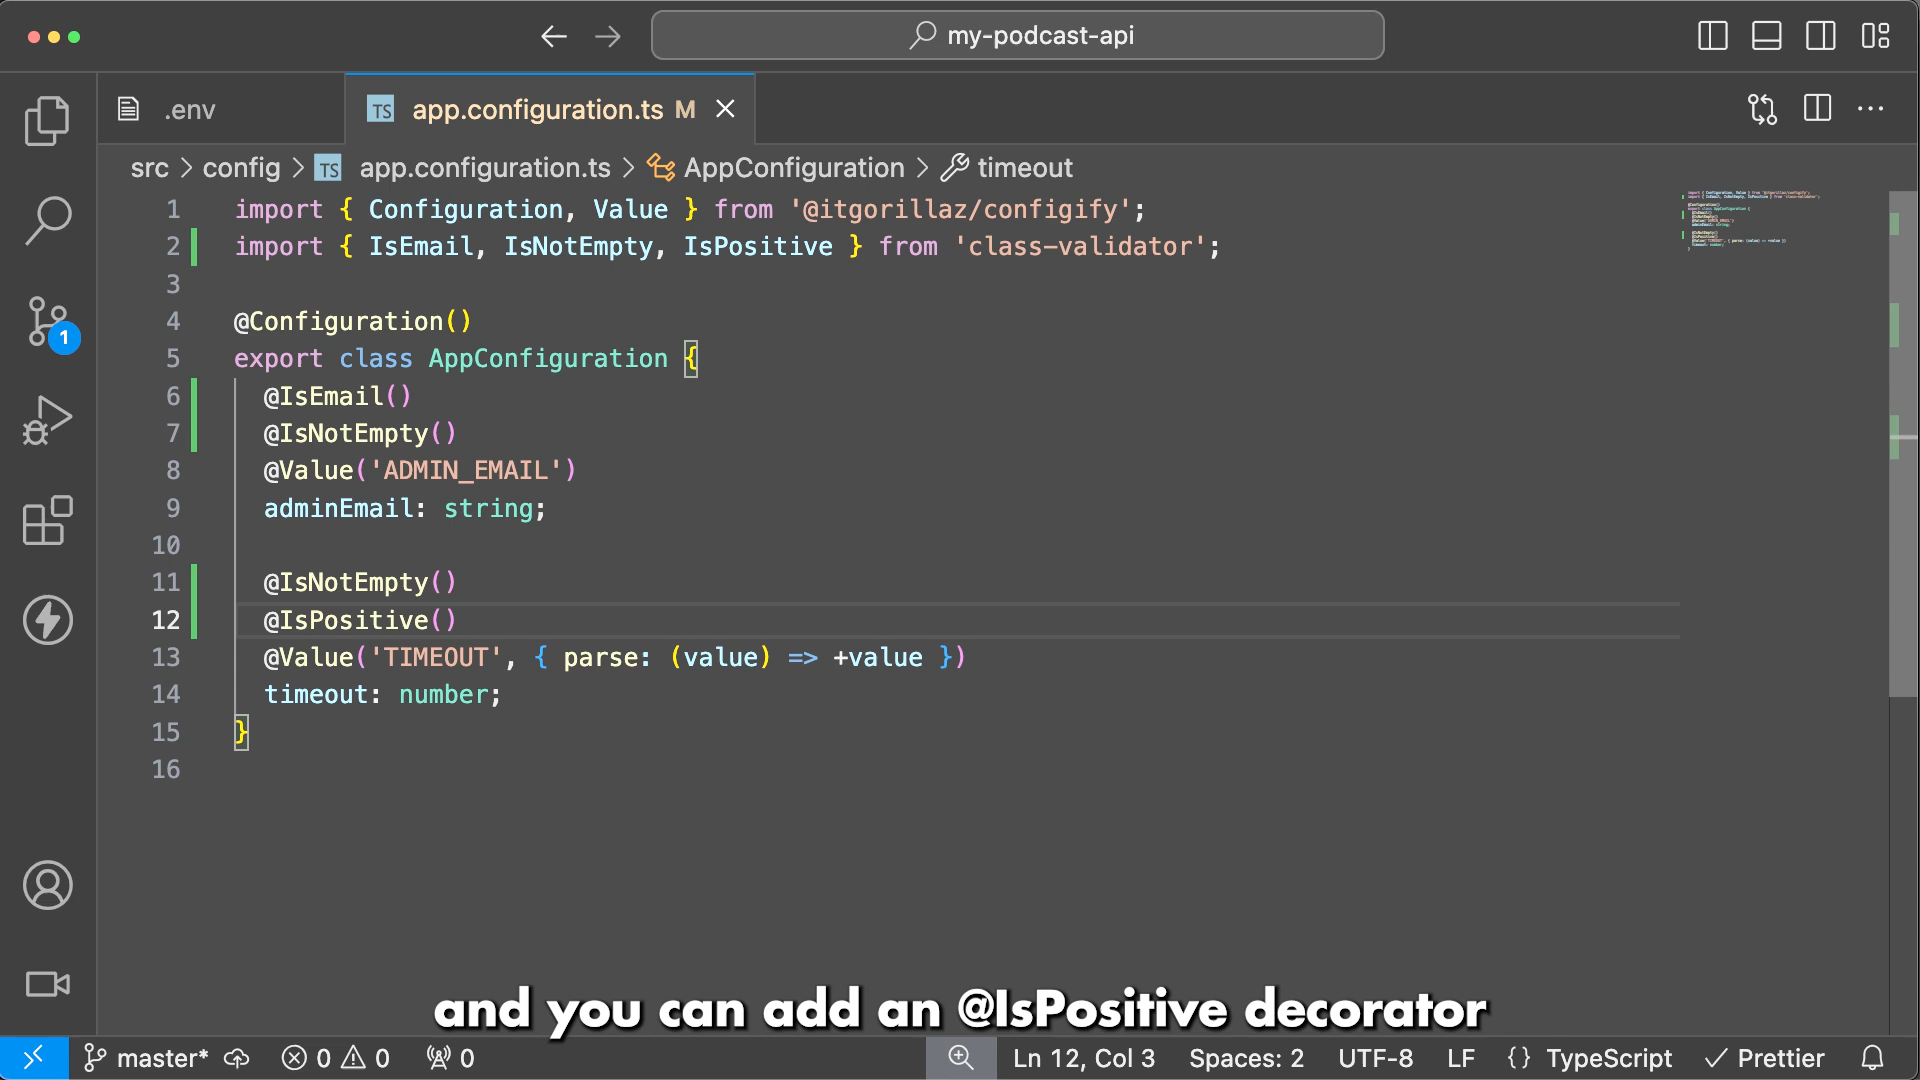 my-podcast-api
.env
TS app.configuration.ts M
src > config > TS app.configuration.ts > AppConfiguration > timeout
1 import { Configuration, Value } from '@itgorillaz/configify';
2 import { IsEmail, IsNotEmpty, IsPositive } from 'class-validator';
3
4 @Configuration()
5 export class AppConfiguration {
6 @IsEmail()
7 @IsNotEmpty()
8 @Value('ADMIN_EMAIL')
9 adminEmail: string;
10
11 @IsNotEmpty()
12 @IsPositive()
13 @Value('TIMEOUT', { parse: (value) => +value })
14 timeout: number;
15 }
16
1
and you can add an @IsPositive decorator
master* 0 0 0 Ln 12, Col 3 Spaces: 2 UTF-8 LF {} TypeScript Prettier